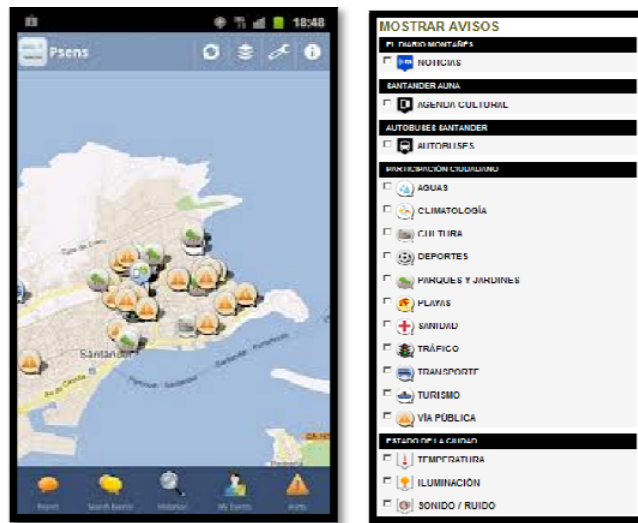 18:48
Psens
Santander
Report
Search Events
Historical
My Events
Alerts
MOSTRAR AVISOS
EL DIARIO MONTAÑÉS
NOTICIAS
SANTANDER AUNA
AGENDA CULTURAL
AUTOBUSES SANTANDER
AUTOBUSES
PARTICIPACIÓN CIUDADANO
AGUAS
CLIMATOLOGÍA
CULTURA
DEPORTES
PARQUES Y JARDINES
PLAYAS
SANIDAD
TRÁFICO
TRANSPORTE
TURISMO
VÍA PÚBLICA
ESTADO DE LA CIUDAD
TEMPERATURA
ILUMINACIÓN
SONIDO / RUIDO